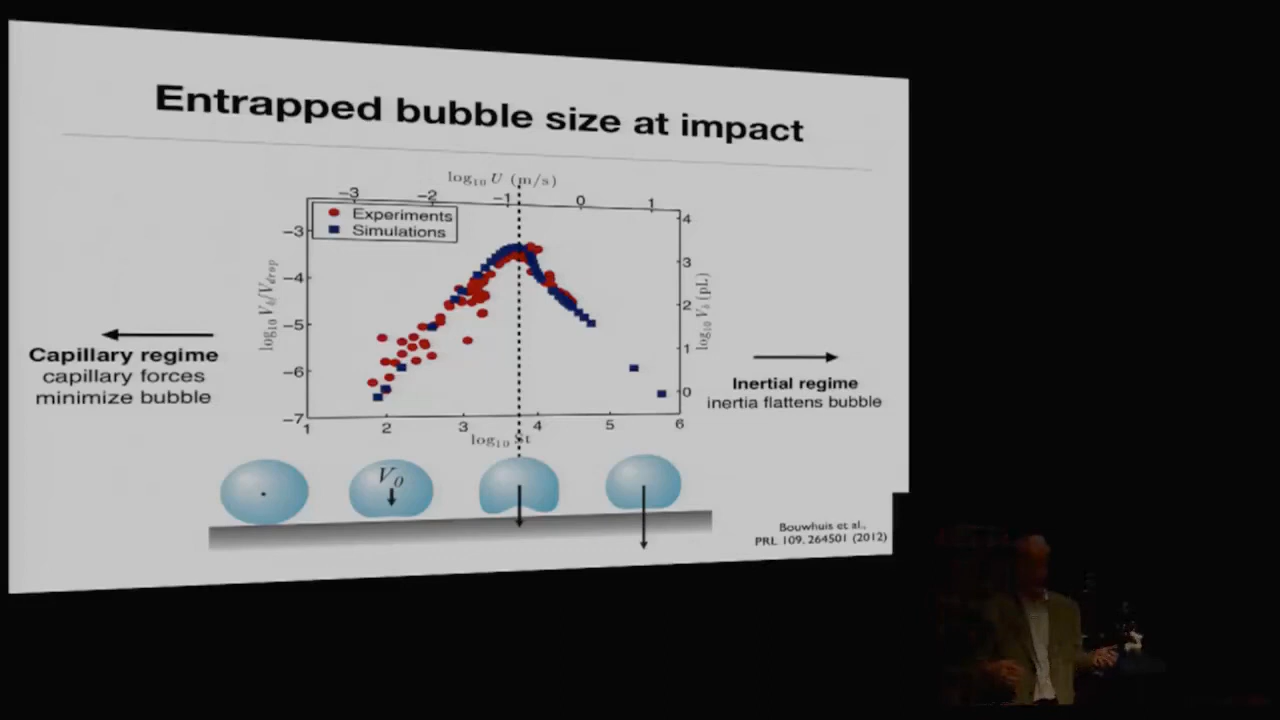 Entrapped bubble size at impact
log₁₀ U (m/s)
−3 −2 −1 0 1
Experiments
Simulations
−3
−4
−5
−6
−7
log₁₀ V_b/V_drop
4
3
2
1
0
log₁₀ V_b (pL)
1 2 3 4 5 6
log₁₀ St
Capillary regime
capillary forces
minimize bubble
Inertial regime
inertia flattens bubble
V₀
Bouwhuis et al.,
PRL 109, 264501 (2012)